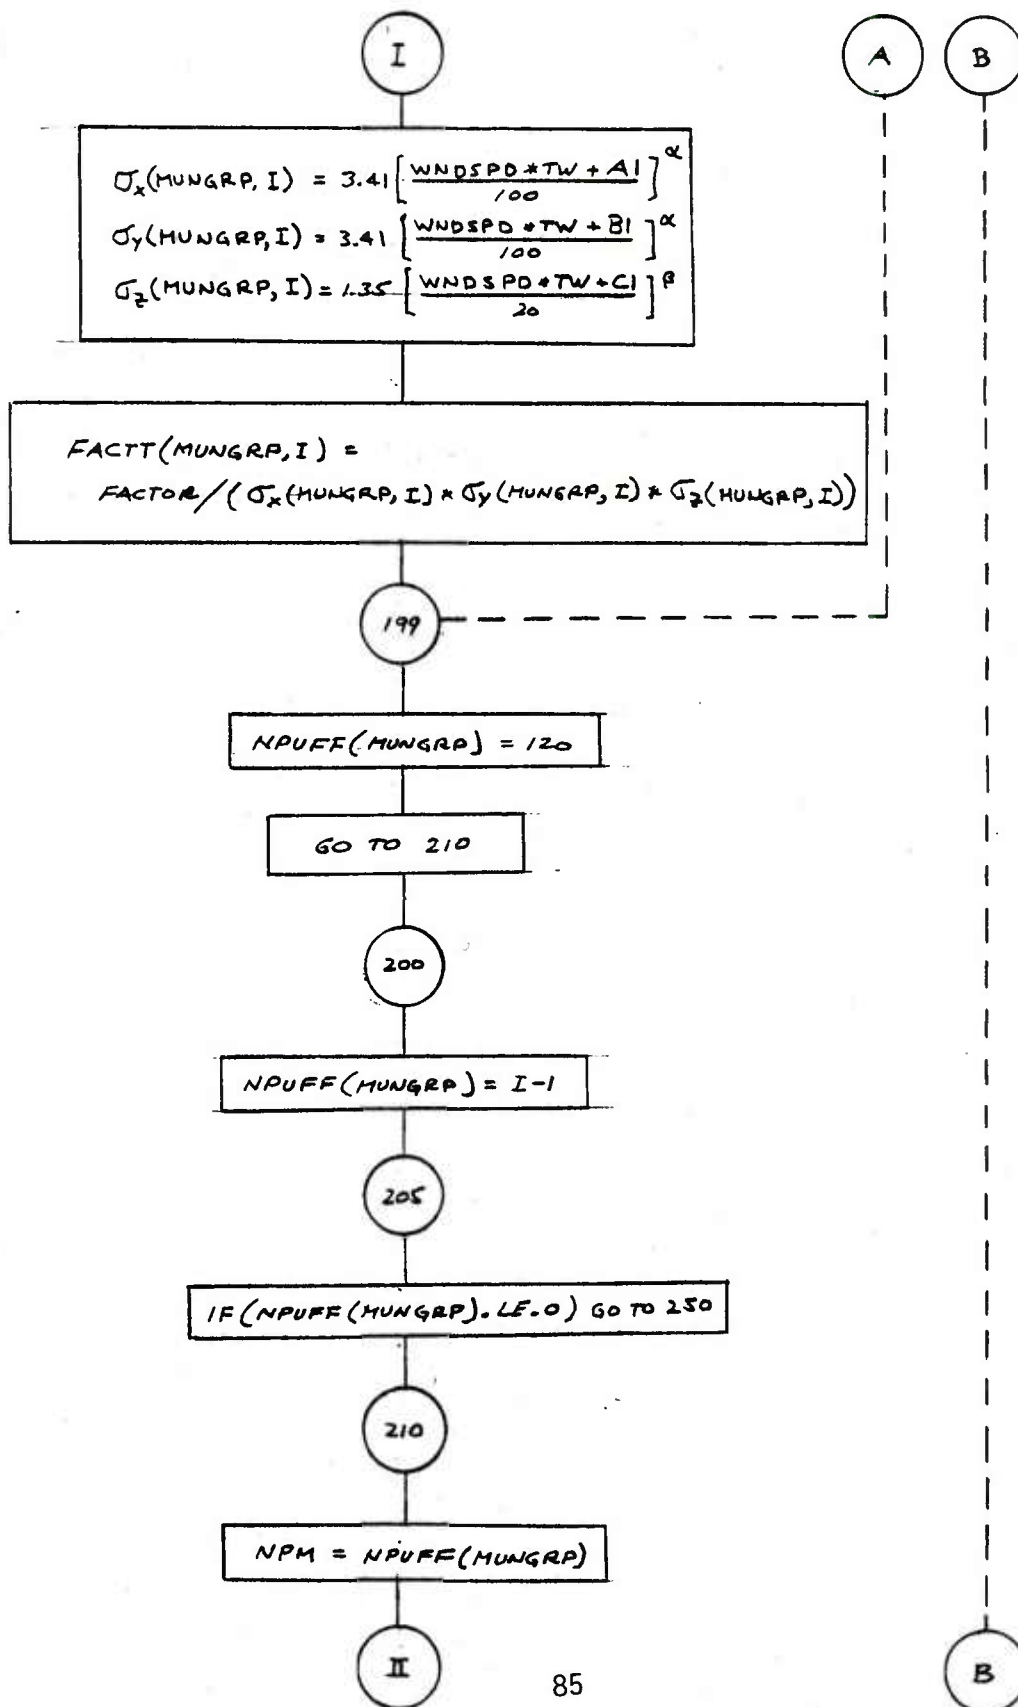 I
A B
σx(MUNGRP, I) = 3.41 [ WNDSPD * TW + A1 / 100 ]^α
σy(MUNGRP, I) = 3.41 [ WNDSPD * TW + B1 / 100 ]^α
σz(MUNGRP, I) = 1.35 [ WNDSPD * TW + C1 / 20 ]^β
FACTT(MUNGRP, I) =
FACTOR/(σx(MUNGRP, I) * σy(MUNGRP, I) * σz(MUNGRP, I))
199
NPUFF(MUNGRP) = 120
GO TO 210
200
NPUFF(MUNGRP) = I-1
205
IF(NPUFF(MUNGRP).LE.0) GO TO 250
210
NPM = NPUFF(MUNGRP)
II
85
B